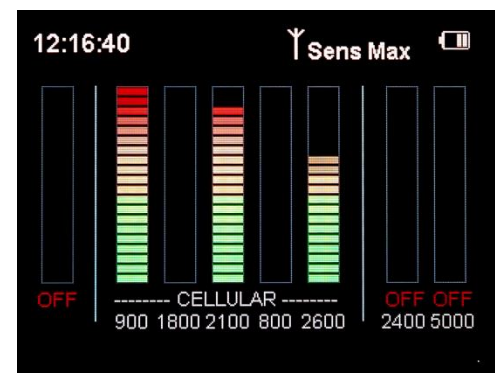 12:16:40 Sens Max
OFF -------- CELLULAR -------- OFF OFF
900 1800 2100 800 2600 2400 5000